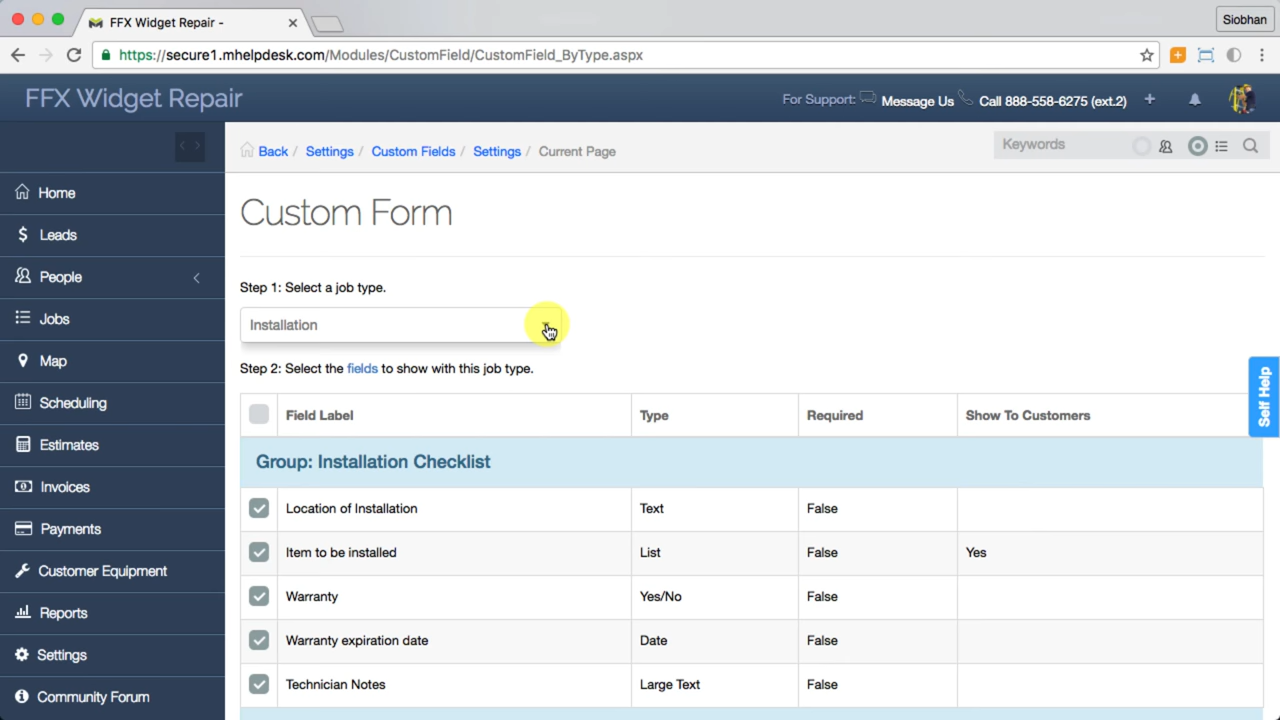 FFX Widget Repair -
Siobhan
https://secure1.mhelpdesk.com/Modules/CustomField/CustomField_ByType.aspx
FFX Widget Repair
For Support: Message Us Call 888-558-6275 (ext.2)
Back / Settings / Custom Fields / Settings / Current Page
Keywords
Home
Leads
People
Jobs
Map
Scheduling
Estimates
Invoices
Payments
Customer Equipment
Reports
Settings
Community Forum
Custom Form
Step 1: Select a job type.
Installation
Step 2: Select the fields to show with this job type.
Field Label Type Required Show To Customers
Group: Installation Checklist
Location of Installation Text False
Item to be installed List False Yes
Warranty Yes/No False
Warranty expiration date Date False
Technician Notes Large Text False
Self Help